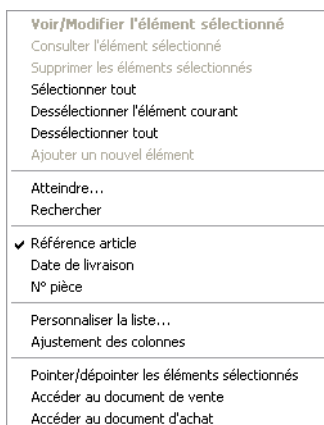 Voir/Modifier l'élément sélectionné
Consulter l'élément sélectionné
Supprimer les éléments sélectionnés
Sélectionner tout
Dessélectionner l'élément courant
Dessélectionner tout
Ajouter un nouvel élément
Atteindre...
Rechercher
Référence article
Date de livraison
N° pièce
Personnaliser la liste...
Ajustement des colonnes
Pointer/dépointer les éléments sélectionnés
Accéder au document de vente
Accéder au document d'achat